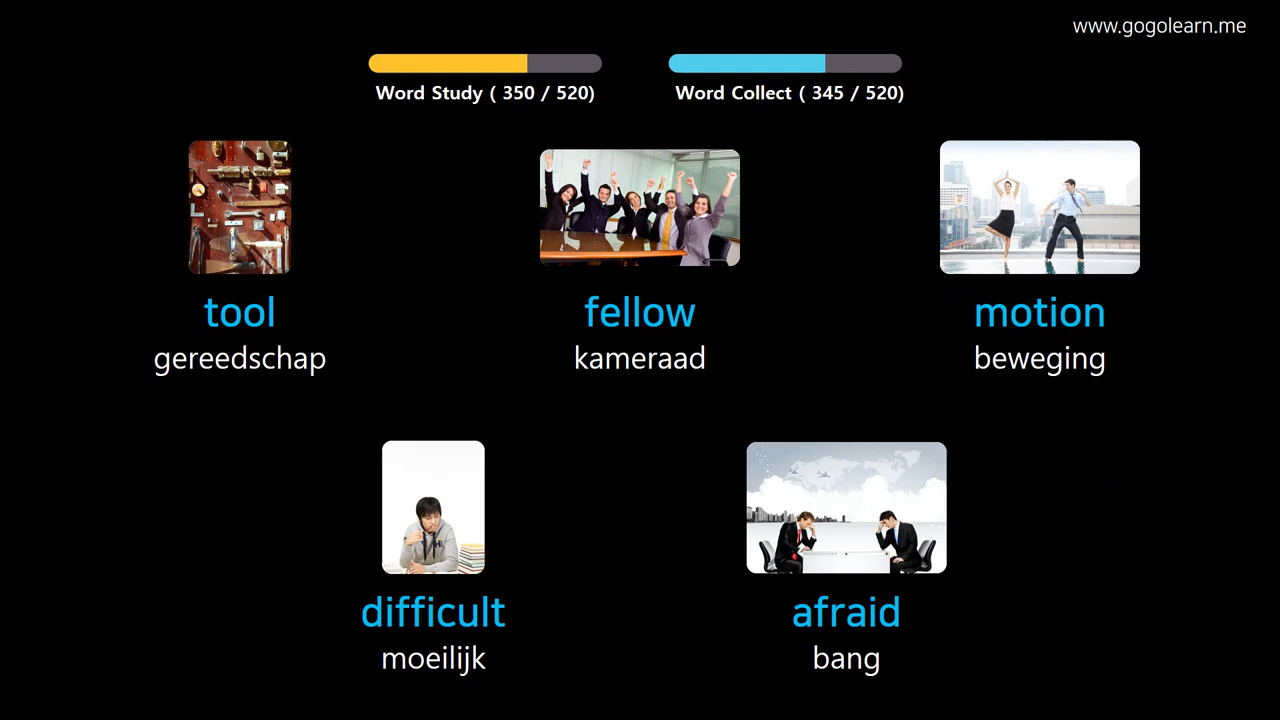 www.gogolearn.me
Word Study ( 350 / 520)
Word Collect ( 345 / 520)
tool
gereedschap
fellow
kameraad
motion
beweging
difficult
moeilijk
afraid
bang